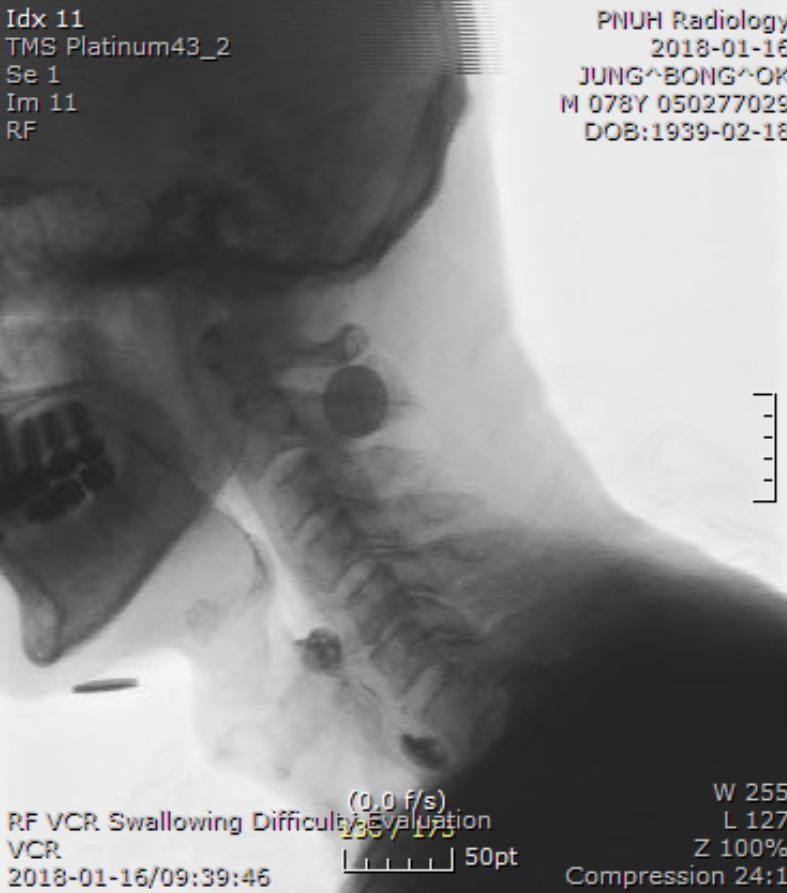 Idx 11
TMS Platinum43_2
Se 1
Im 11
RF
PNUH Radiology
2018-01-16
JUNG^BONG^OK
M 078Y 050277029
DOB:1939-02-18
(0.0 f/s)
/ 173
RF VCR Swallowing Difficulty Evaluation
VCR
2018-01-16/09:39:46
50pt
W 255
L 127
Z 100%
Compression 24:1